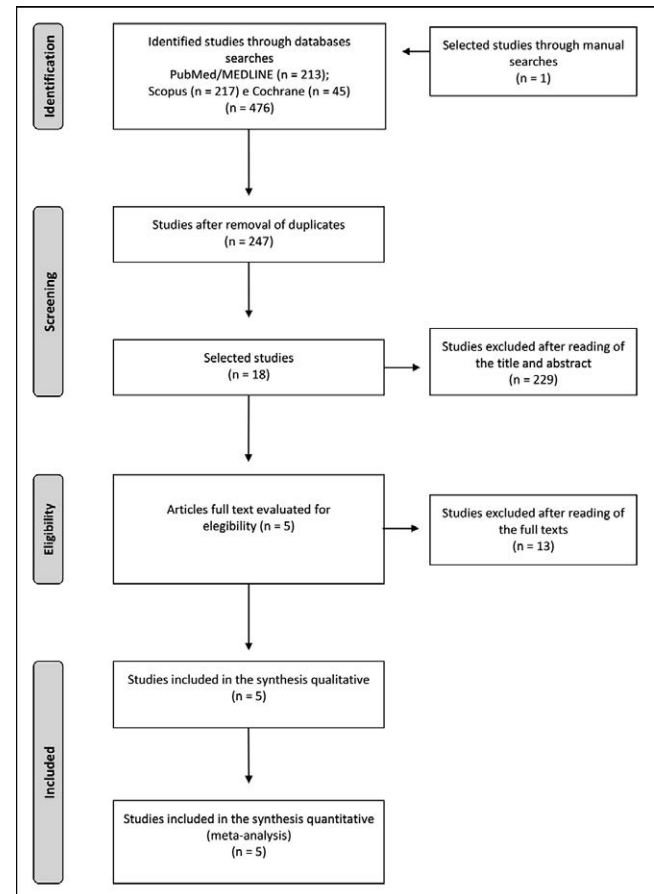 Identification
Identified studies through databases
searches
PubMed/MEDLINE (n = 213);
Scopus (n = 217) e Cochrane (n = 45)
(n = 476)
Selected studies through manual
searches
(n = 1)
Screening
Studies after removal of duplicates
(n = 247)
Selected studies
(n = 18)
Studies excluded after reading of
the title and abstract
(n = 229)
Eligibility
Articles full text evaluated for
elegibility (n = 5)
Studies excluded after reading of
the full texts
(n = 13)
Included
Studies included in the synthesis qualitative
(n = 5)
Studies included in the synthesis quantitative
(meta-analysis)
(n = 5)